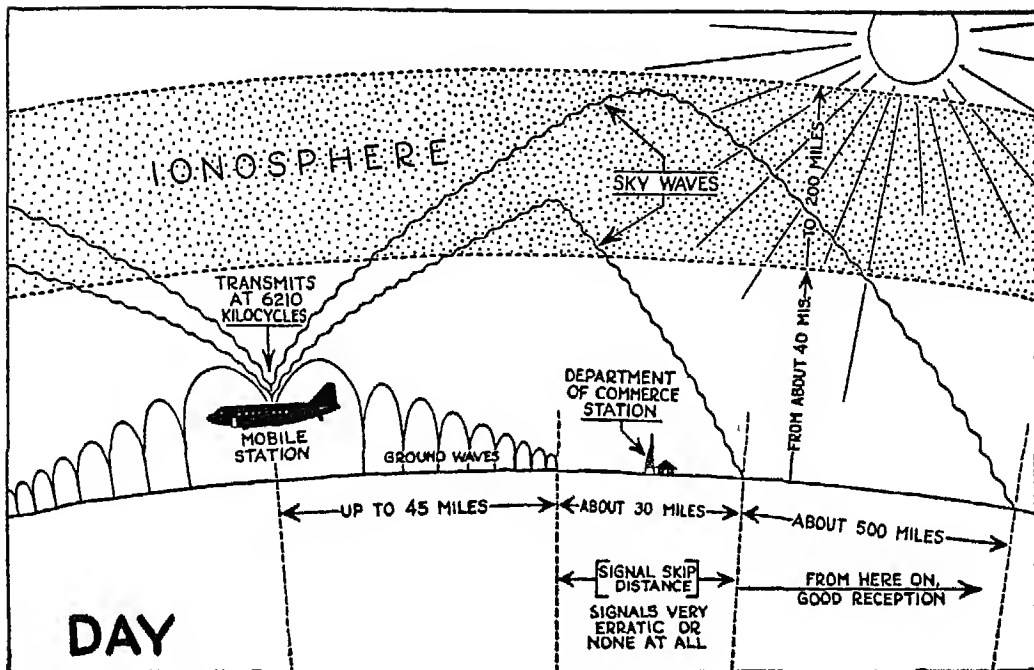 IONOSPHERE
SKY WAVES
TO 200 MILES
FROM ABOUT 40 MIS.
TRANSMITS
AT 6210
KILOCYCLES
DEPARTMENT
OF COMMERCE
STATION
MOBILE
STATION
GROUND WAVES
UP TO 45 MILES
ABOUT 30 MILES
ABOUT 500 MILES
[SIGNAL SKIP
DISTANCE]
SIGNALS VERY
ERRATIC OR
NONE AT ALL
FROM HERE ON,
GOOD RECEPTION
DAY